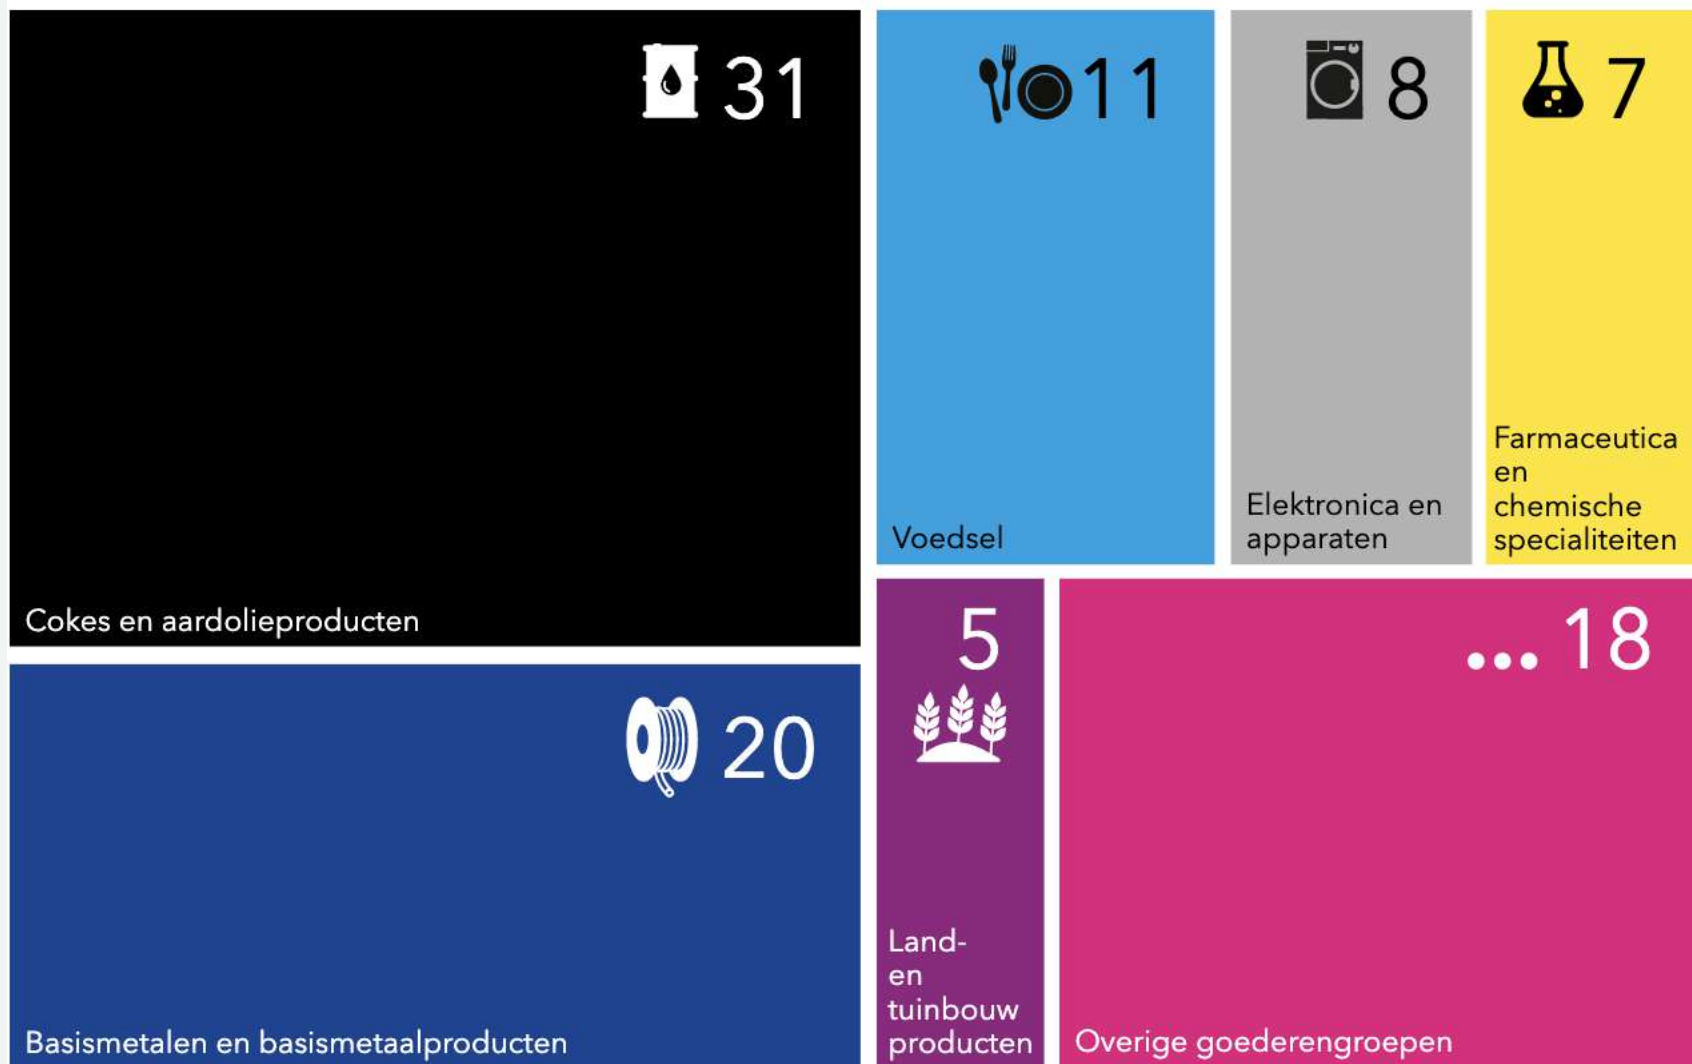 31
Cokes en aardolieproducten
20
Basismetalen en basismetaalproducten
11
Voedsel
8
Elektronica en
apparaten
7
Farmaceutica
en
chemische
specialiteiten
5
Land-
en
tuinbouw
producten
... 18
Overige goederengroepen